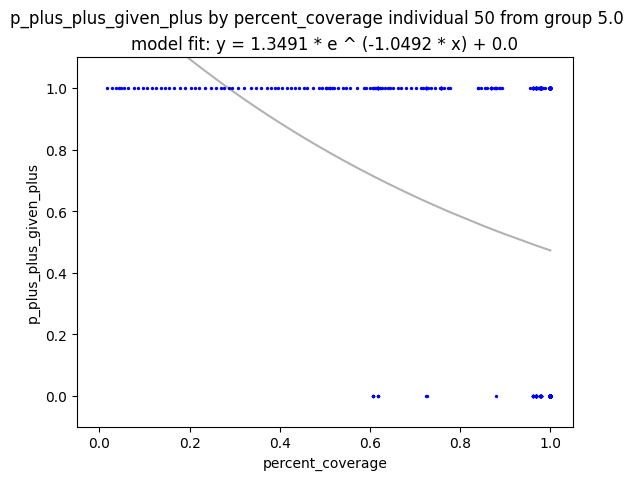 p_plus_plus_given_plus by percent_coverage individual 50 from group 5.0
model fit: y = 1.3491 * e ^ (-1.0492 * x) + 0.0
1.0
0.8
0.6
0.4
0.2
0.0
p_plus_plus_given_plus
0.0 0.2 0.4 0.6 0.8 1.0
percent_coverage